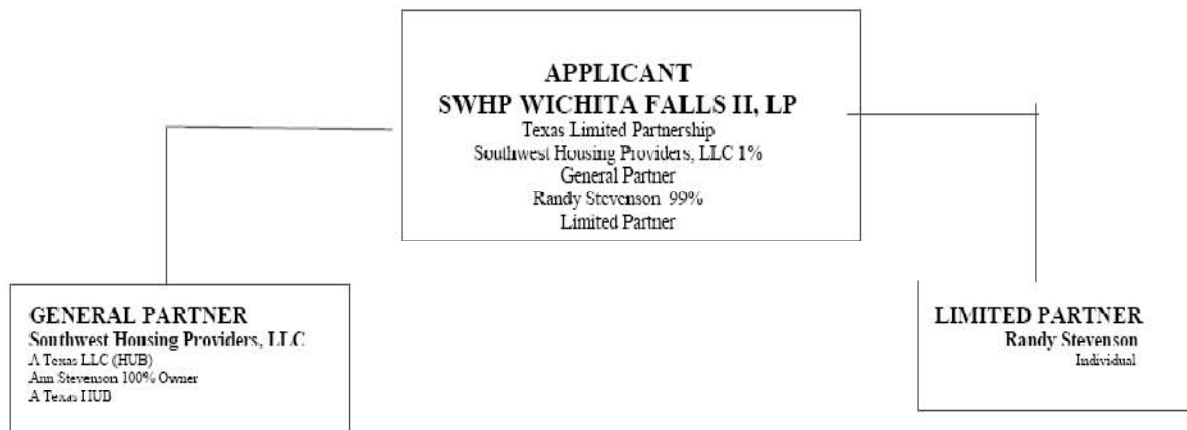 APPLICANT
SWHP WICHITA FALLS II, LP
Texas Limited Partnership
Southwest Housing Providers, LLC 1%
General Partner
Randy Stevenson 99%
Limited Partner
GENERAL PARTNER
Southwest Housing Providers, LLC
A Texas LLC (HUB)
Ann Stevenson 100% Owner
A Texas HUB
LIMITED PARTNER
Randy Stevenson
Individual